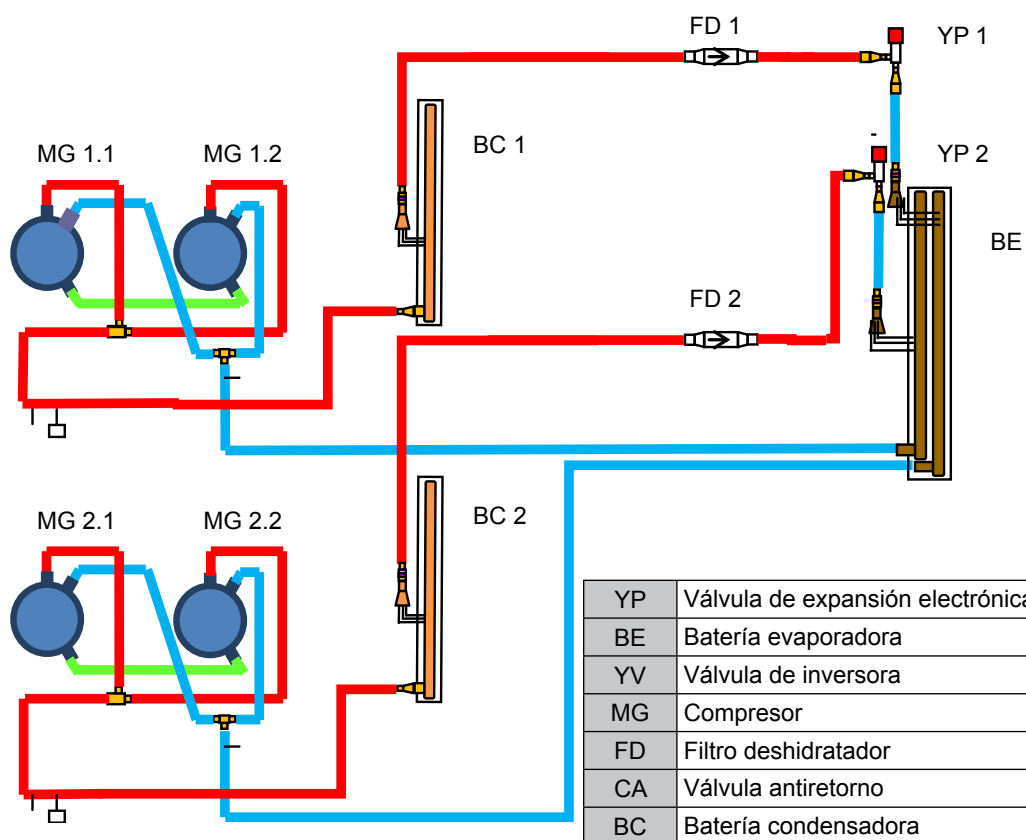 FD 1
YP 1
MG 1.1
MG 1.2
BC 1
YP 2
BE
FD 2
MG 2.1
MG 2.2
BC 2
YP Válvula de expansión electrónica
BE Batería evaporadora
YV Válvula de inversora
MG Compresor
FD Filtro deshidratador
CA Válvula antiretorno
BC Batería condensadora